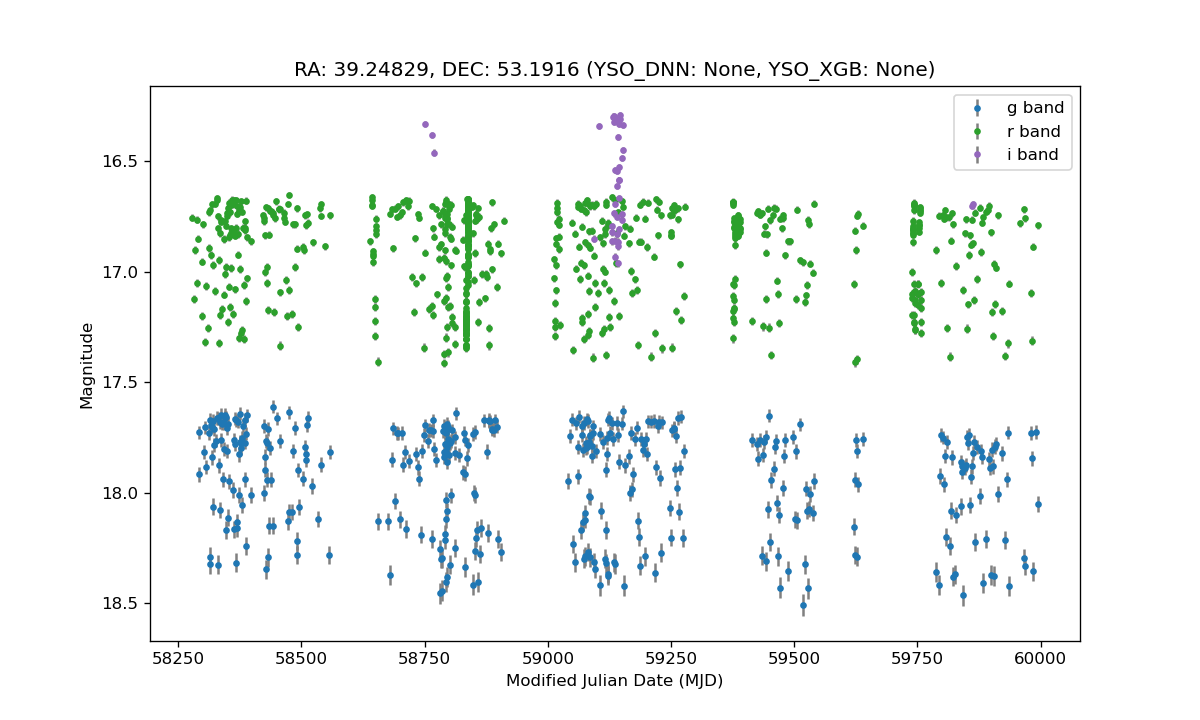 RA: 39.24829, DEC: 53.1916 (YSO_DNN: None, YSO_XGB: None)
g band
r band
i band
16.5
17.0
17.5
18.0
18.5
Magnitude
58250 58500 58750 59000 59250 59500 59750 60000
Modified Julian Date (MJD)